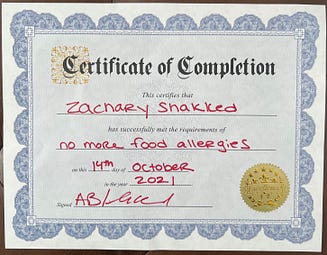 Certificate of Completion
This certifies that
Zachary Shakked
has successfully met the requirements of
no more food allergies
on this 14th day of October
in the year 2021
Signed